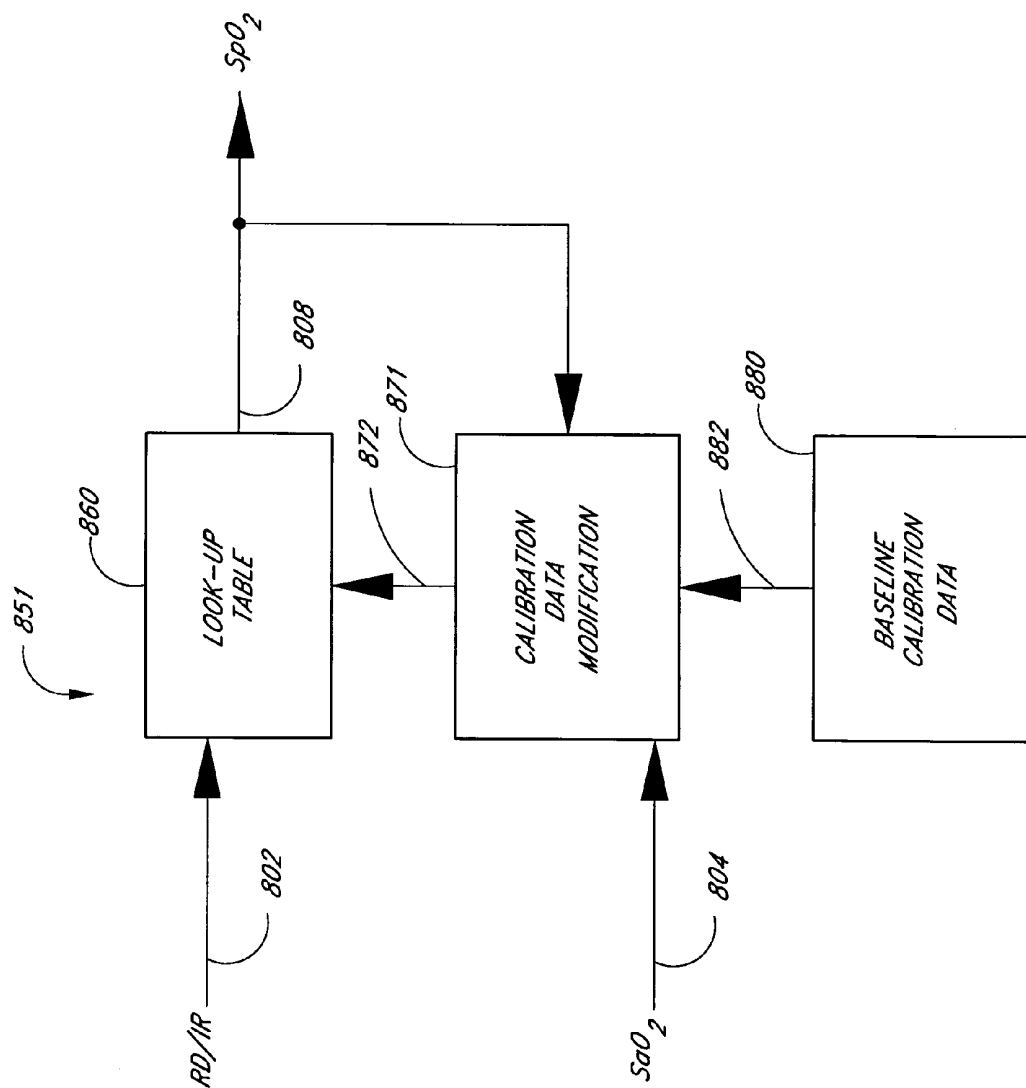 851
860
RD/IR
802
LOOK-UP
TABLE
808
SpO₂
872
871
SaO₂
804
CALIBRATION
DATA
MODIFICATION
882
880
BASELINE
CALIBRATION
DATA